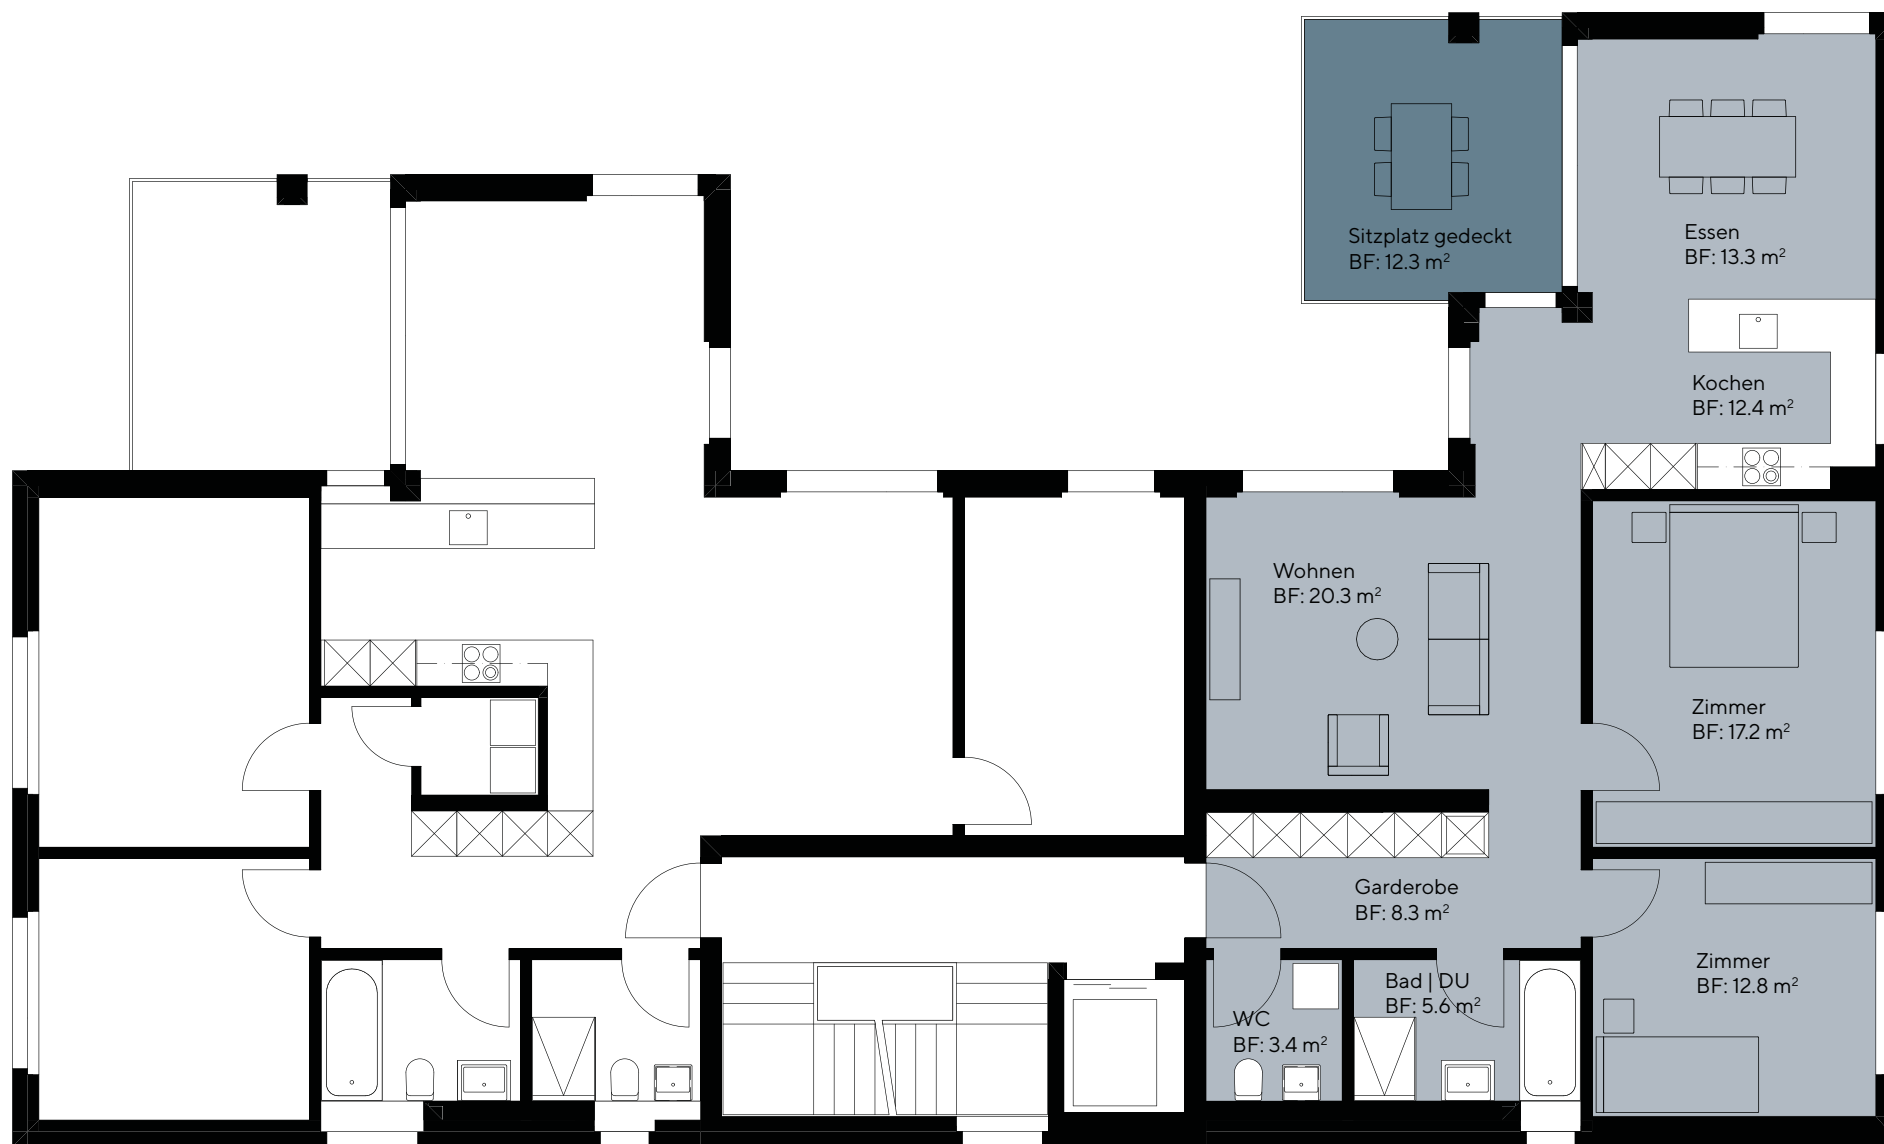 Sitzplatz gedeckt
BF: 12.3 m²
Essen
BF: 13.3 m²
Kochen
BF: 12.4 m²
Wohnen
BF: 20.3 m²
Zimmer
BF: 17.2 m²
Garderobe
BF: 8.3 m²
Zimmer
BF: 12.8 m²
Bad | DU
BF: 5.6 m²
WC
BF: 3.4 m²